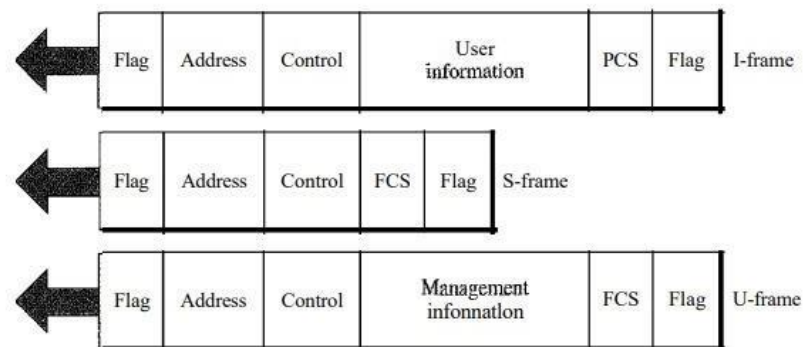 Flag Address Control User information PCS Flag I-frame
Flag Address Control FCS Flag S-frame
Flag Address Control Management infonnatlon FCS Flag U-frame